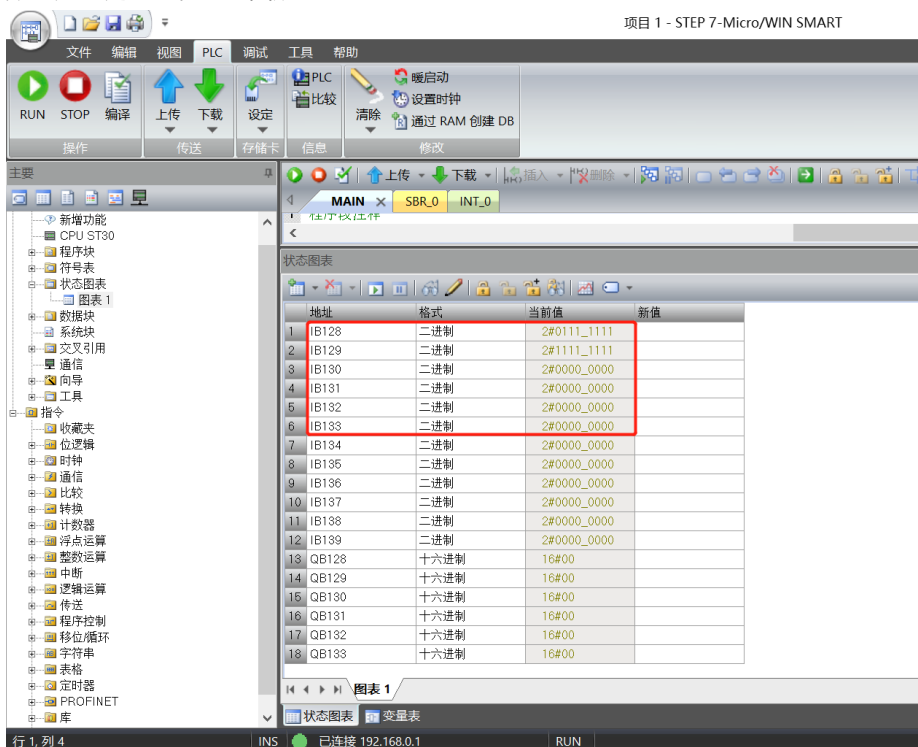 项目 1 - STEP 7-Micro/WIN SMART
文件 编辑 视图 PLC 调试 工具 帮助
RUN STOP 编译 上传 下载 设定 PLC 比较 清除 暖启动 设置时钟 通过 RAM 创建 DB
操作 传送 存储卡 信息 修改
主要
新增功能
CPU ST30
程序块
符号表
状态图表
图表 1
数据块
系统块
交叉引用
通信
向导
工具
指令
收藏夹
位逻辑
时钟
通信
比较
转换
计数器
浮点运算
整数运算
中断
逻辑运算
传送
程序控制
移位/循环
字符串
表格
定时器
PROFINET
库
上传 下载 插入 删除
MAIN SBR_0 INT_0
1 程序段注释
状态图表
地址 格式 当前值 新值
1 IB128 二进制 2#0111_1111
2 IB129 二进制 2#1111_1111
3 IB130 二进制 2#0000_0000
4 IB131 二进制 2#0000_0000
5 IB132 二进制 2#0000_0000
6 IB133 二进制 2#0000_0000
7 IB134 二进制 2#0000_0000
8 IB135 二进制 2#0000_0000
9 IB136 二进制 2#0000_0000
10 IB137 二进制 2#0000_0000
11 IB138 二进制 2#0000_0000
12 IB139 二进制 2#0000_0000
13 QB128 十六进制 16#00
14 QB129 十六进制 16#00
15 QB130 十六进制 16#00
16 QB131 十六进制 16#00
17 QB132 十六进制 16#00
18 QB133 十六进制 16#00
图表 1
状态图表 变量表
行 1, 列 4 INS 已连接 192.168.0.1 RUN